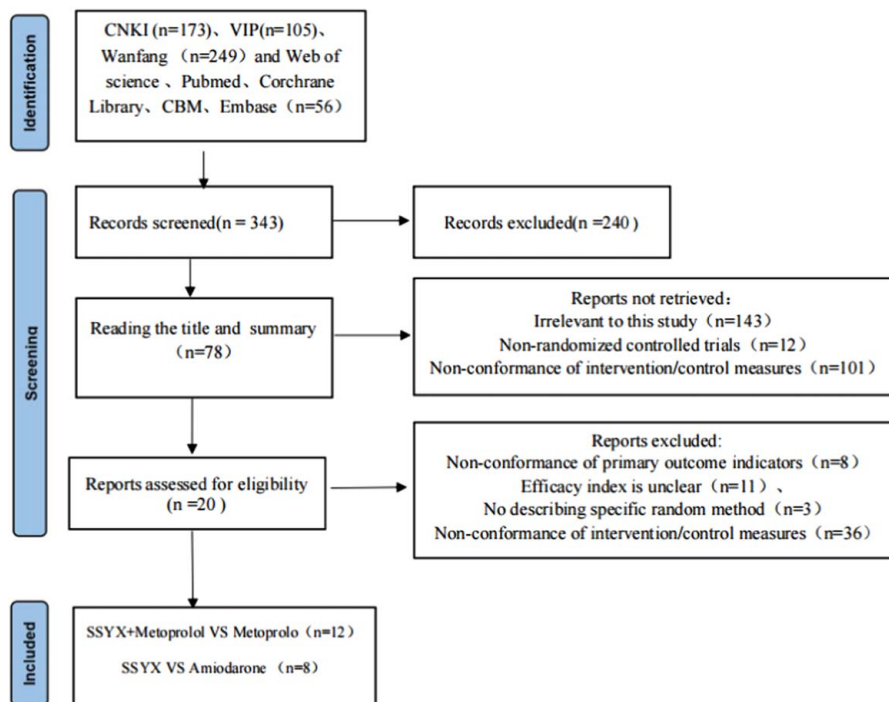 Identification
CNKI (n=173)、VIP(n=105)、
Wanfang （n=249) and Web of
science 、Pubmed、Corchrane
Library、CBM、Embase（n=56）
Screening
Records screened(n = 343)
Records excluded(n =240 )
Reading the title and summary
(n=78)
Reports not retrieved：
Irrelevant to this study（n=143）
Non-randomized controlled trials（n=12）
Non-conformance of intervention/control measures（n=101）
Reports assessed for eligibility
(n =20 )
Reports excluded:
Non-conformance of primary outcome indicators（n=8）
Efficacy index is unclear（n=11）、
No describing specific random method（n=3）
Non-conformance of intervention/control measures（n=36）
Included
SSYX+Metoprolol VS Metoprolo（n=12）
SSYX VS Amiodarone （n=8）